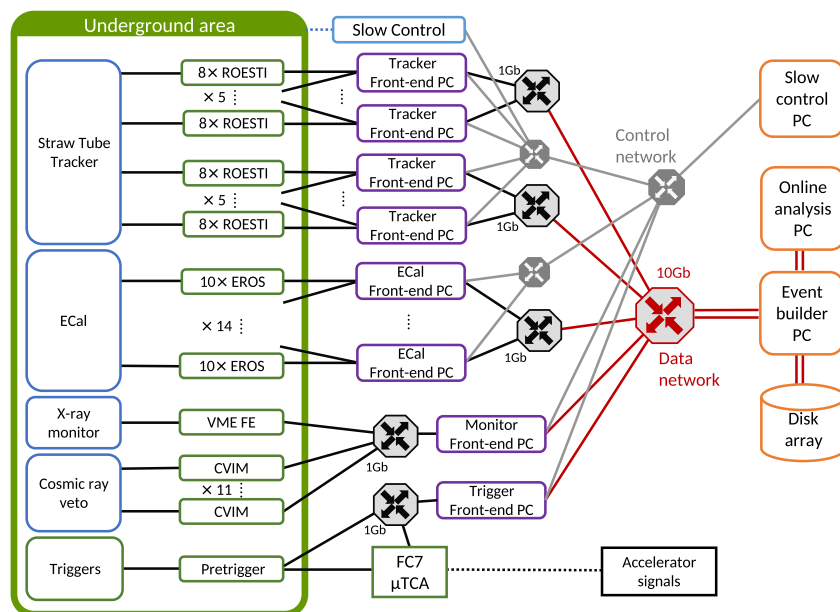 Underground area
Slow Control
Straw Tube
Tracker
8× ROESTI
× 5
8× ROESTI
8× ROESTI
× 5
8× ROESTI
Tracker
Front-end PC
Tracker
Front-end PC
Tracker
Front-end PC
Tracker
Front-end PC
1Gb
1Gb
Control
network
Slow
control
PC
Online
analysis
PC
ECal
10× EROS
× 14
10× EROS
ECal
Front-end PC
ECal
Front-end PC
1Gb
10Gb
Data
network
Event
builder
PC
Disk
array
X-ray
monitor
VME FE
Cosmic ray
veto
CVIM
× 11
CVIM
1Gb
Monitor
Front-end PC
Trigger
Front-end PC
1Gb
Triggers
Pretrigger
FC7
μTCA
Accelerator
signals